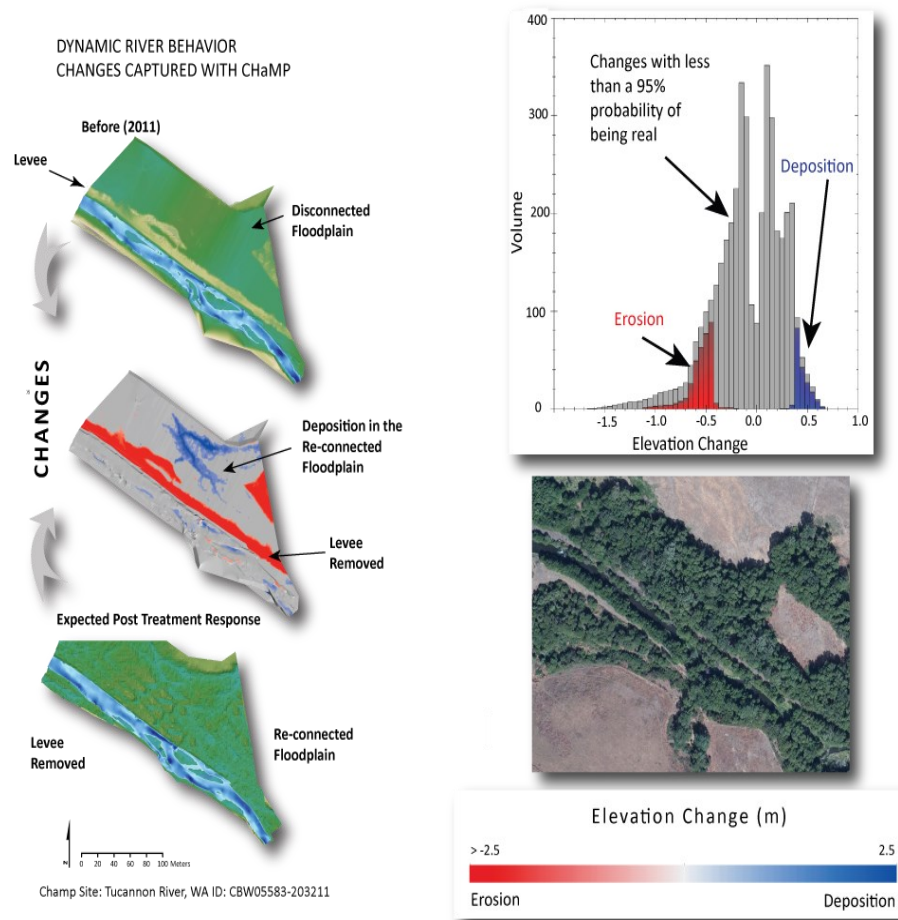 DYNAMIC RIVER BEHAVIOR
CHANGES CAPTURED WITH CHaMP
Before (2011)
Levee
Disconnected
Floodplain
CHANGES
Deposition in the
Re-connected
Floodplain
Levee
Removed
Expected Post Treatment Response
Levee
Removed
Re-connected
Floodplain
z
0 20 40 60 80 100 Meters
Champ Site: Tucannon River, WA ID: CBW05583-203211
400
300
200
100
0
Volume
Changes with less
than a 95%
probability of
being real
Deposition
Erosion
-1.5 -1.0 -0.5 0.0 0.5 1.0
Elevation Change
Elevation Change (m)
> -2.5 2.5
Erosion Deposition